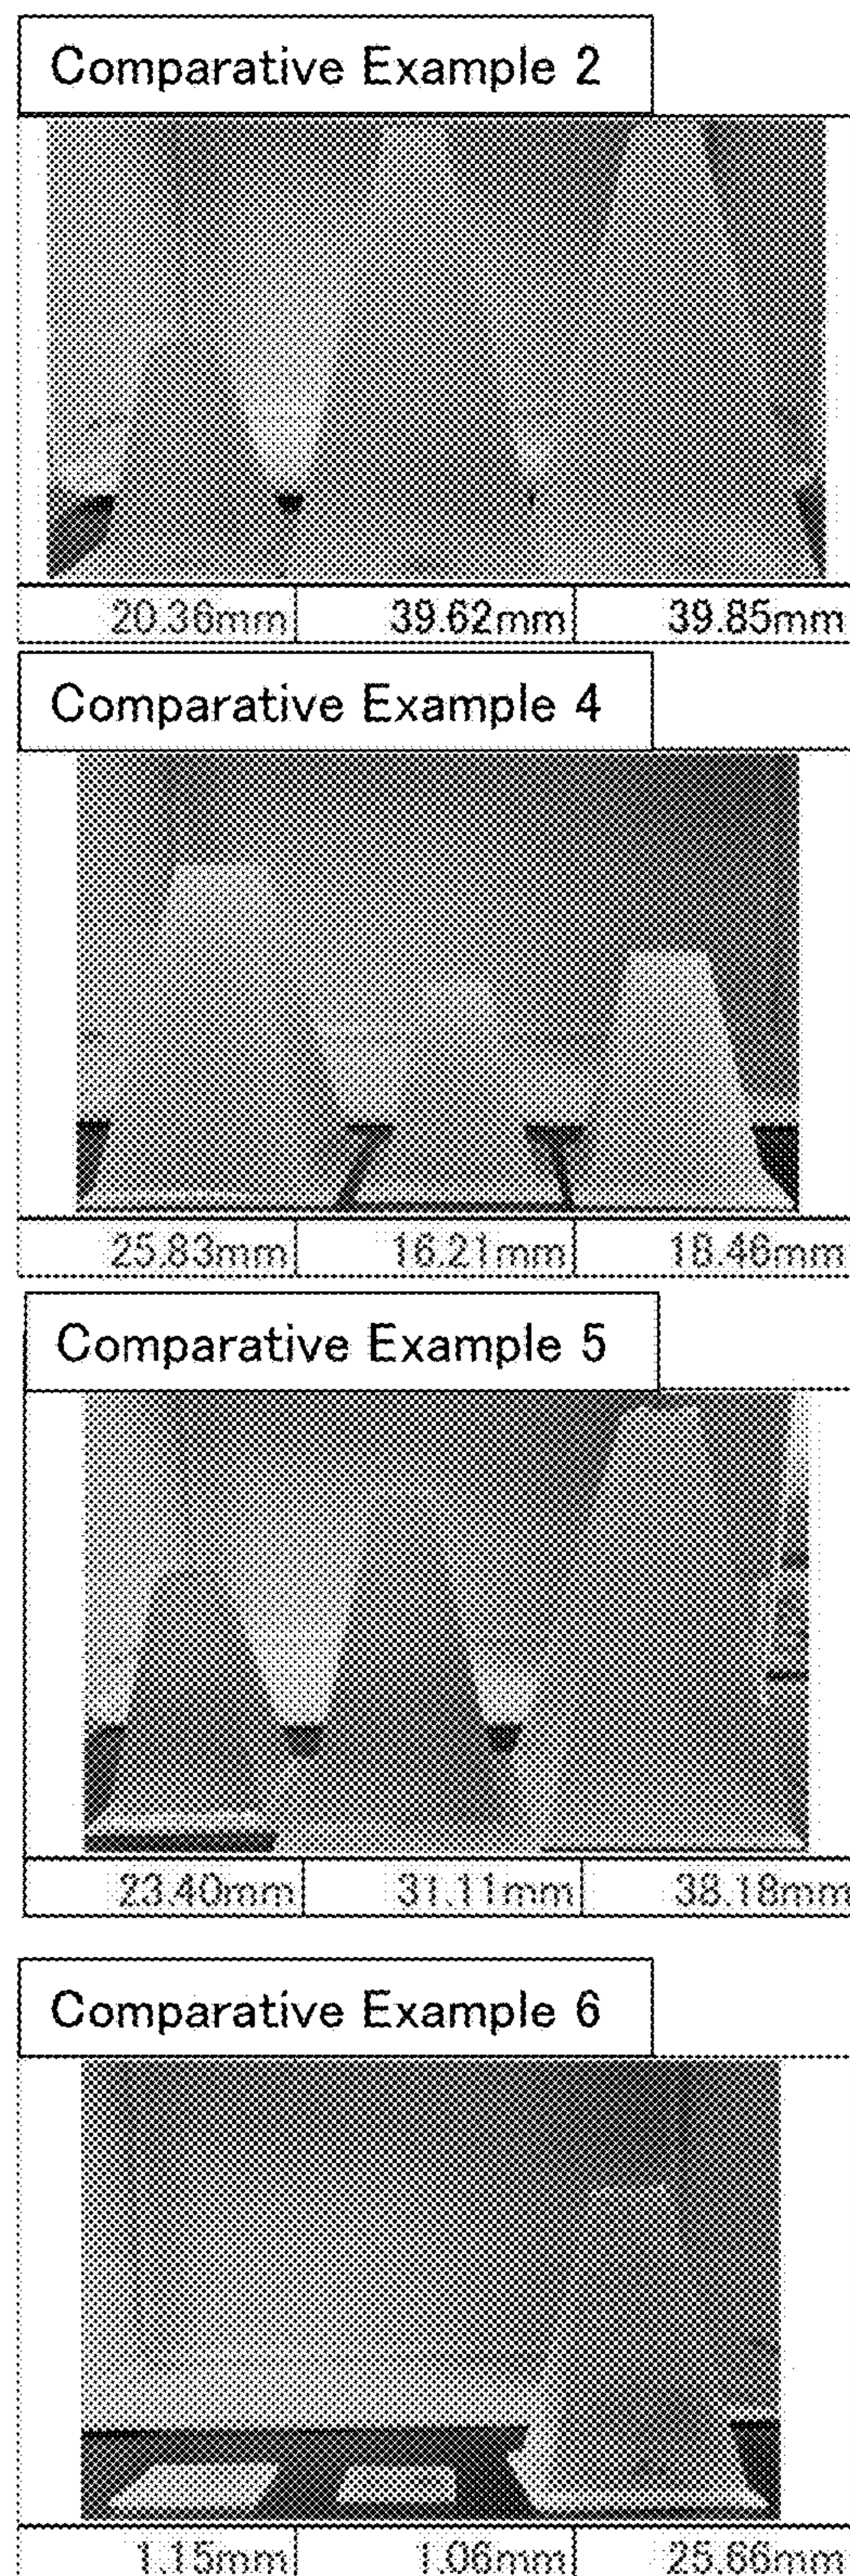 Comparative Example 2
20.36mm 39.62mm 39.85mm
Comparative Example 4
25.83mm 16.21mm 18.46mm
Comparative Example 5
23.40mm 31.11mm 38.18mm
Comparative Example 6
1.15mm 1.06mm 25.86mm